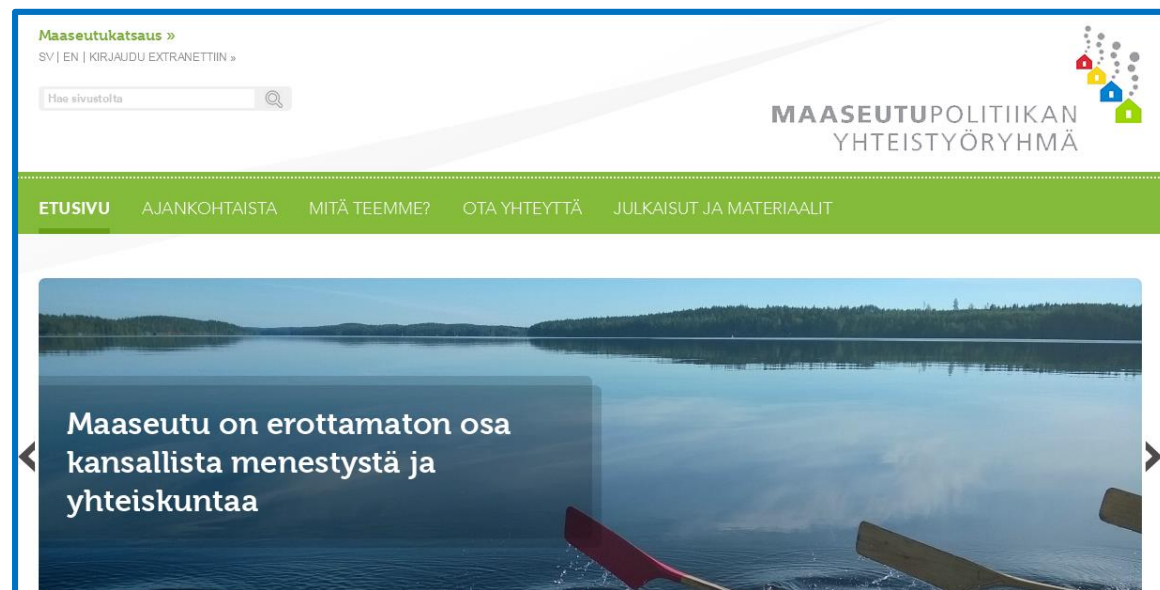 Maaseutukatsaus »
SV | EN | KIRJAUDU EXTRANETTIIN »
Hae sivustolta
MAASEUTUPOLITIIKAN
YHTEISTYÖRYHMÄ
ETUSIVU AJANKOHTAISTA MITÄ TEEMME? OTA YHTEYTTÄ JULKAISUT JA MATERIAALIT
Maaseutu on erottamaton osa
kansallista menestystä ja
yhteiskuntaa